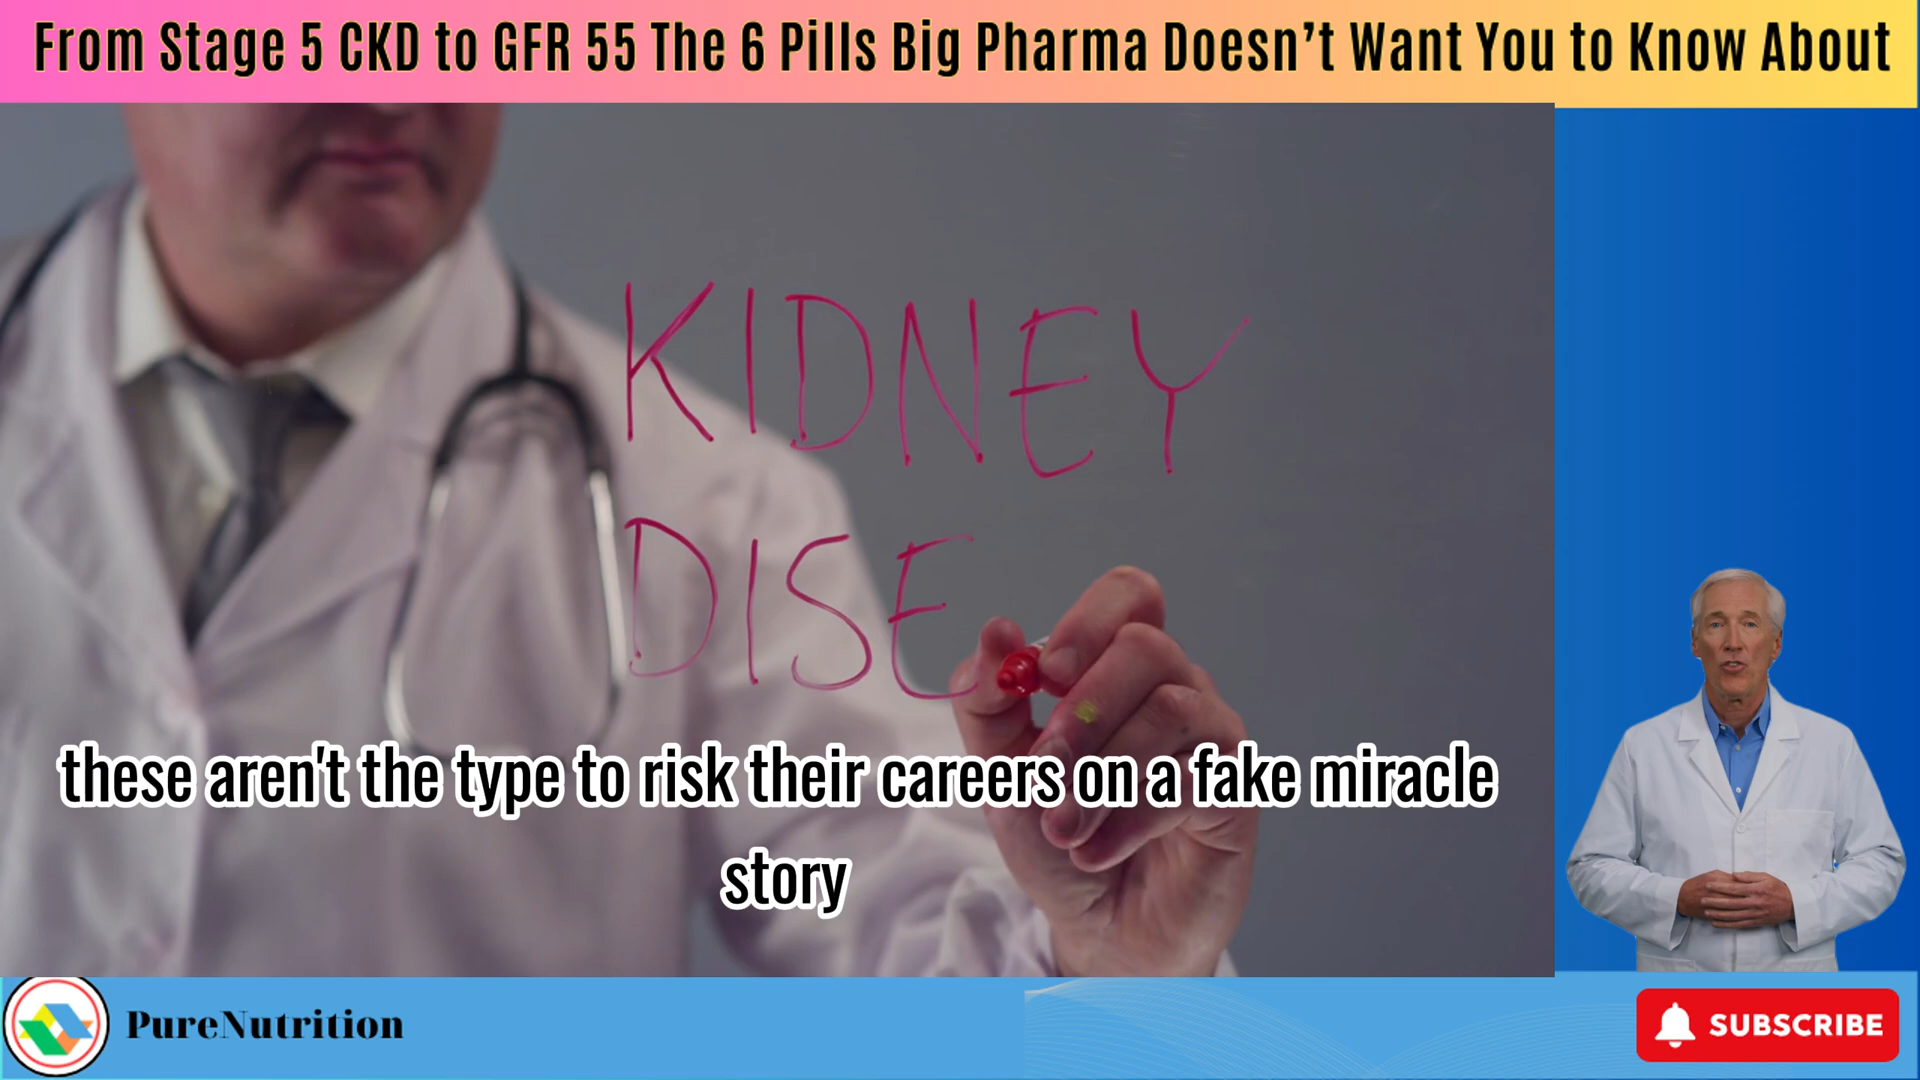 From Stage 5 CKD to GFR 55 The 6 Pills Big Pharma Doesn’t Want You to Know About
KIDNEY
DISE
these aren't the type to risk their careers on a fake miracle
story
PureNutrition
SUBSCRIBE